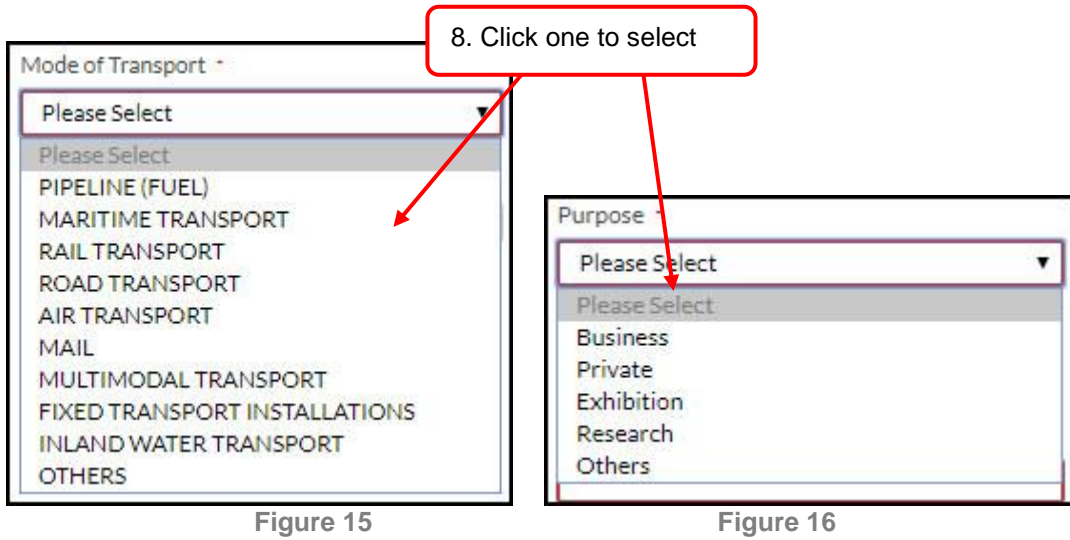 8. Click one to select
Mode of Transport *
Please Select
Please Select
PIPELINE (FUEL)
MARITIME TRANSPORT
RAIL TRANSPORT
ROAD TRANSPORT
AIR TRANSPORT
MAIL
MULTIMODAL TRANSPORT
FIXED TRANSPORT INSTALLATIONS
INLAND WATER TRANSPORT
OTHERS
Figure 15
Purpose *
Please Select
Please Select
Business
Private
Exhibition
Research
Others
Figure 16